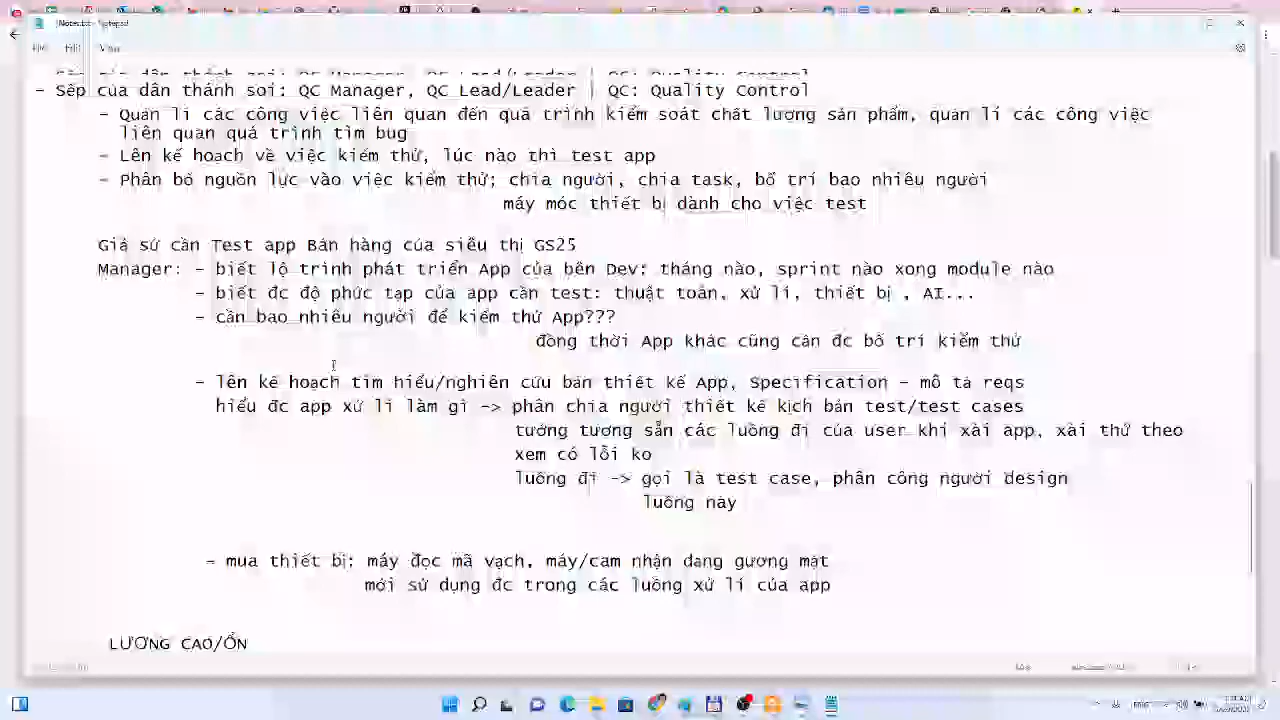 - Sếp của dân thánh soi: QC Manager, QC Lead/Leader | QC: Quality Control
- Quản lí các công việc liên quan đến quá trình kiểm soát chất lượng sản phẩm, quản lí các công việc
liên quan quá trình tìm bug
- Lên kế hoạch về việc kiểm thử, lúc nào thì test app
- Phân bổ nguồn lực vào việc kiểm thử; chia người, chia task, bố trí bao nhiêu người
máy móc thiết bị dành cho việc test
Giả sử cần Test app Bán hàng của siêu thị GS25
Manager: - biết lộ trình phát triển App của bên Dev: tháng nào, sprint nào xong module nào
- biết đc độ phức tạp của app cần test: thuật toán, xử lí, thiết bị , AI...
- cần bao nhiêu người để kiểm thử App???
đồng thời App khác cũng cần đc bố trí kiểm thử
- lên kế hoạch tìm hiểu/nghiên cứu bản thiết kế App, Specification - mô tả reqs
hiểu đc app xử lí làm gì -> phân chia người thiết kế kịch bản test/test cases
tưởng tượng sẵn các luồng đi của user khi xài app, xài thử theo
xem có lỗi ko
luồng đi -> gọi là test case, phân công người design
luồng này
- mua thiết bị: máy đọc mã vạch, máy/cam nhận dạng gương mặt
mới sử dụng đc trong các luồng xử lí của app
LƯƠNG CAO/ỔN